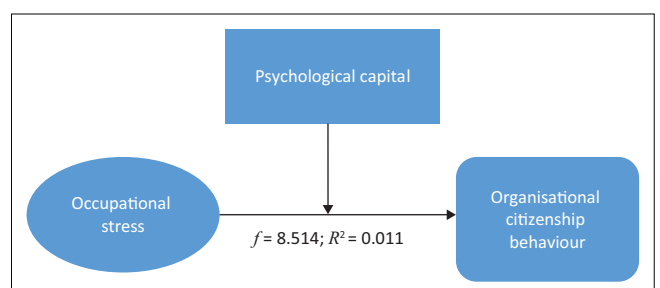 Psychological capital
Occupational
stress
Organisational
citizenship
behaviour
f = 8.514; R² = 0.011